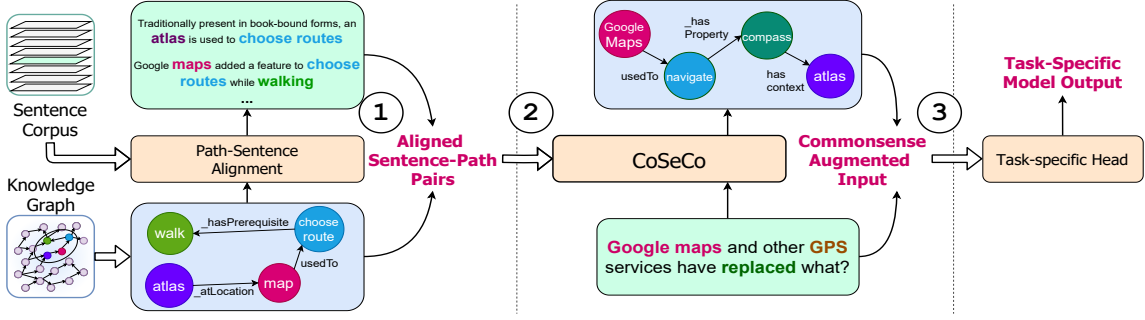 Sentence
Corpus
Knowledge
Graph
Traditionally present in book-bound forms, an
atlas is used to choose routes
Google maps added a feature to choose
routes while walking
...
Path-Sentence
Alignment
walk
_hasPrerequisite
choose
route
usedTo
atlas
_atLocation
map
1
Aligned
Sentence-Path
Pairs
2
Google
Maps
usedTo
navigate
_has
Property
compass
has
context
atlas
CoSeCo
Google maps and other GPS
services have replaced what?
Commonsense
Augmented
Input
3
Task-Specific
Model Output
Task-specific Head